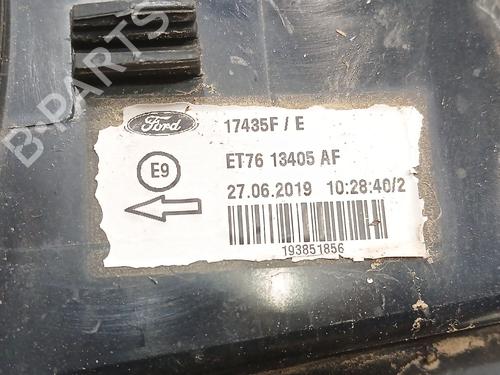 B-PARTS
Ford
17435F / E
E9
ET76 13405 AF
27.06.2019 10:28:40/2
193851856